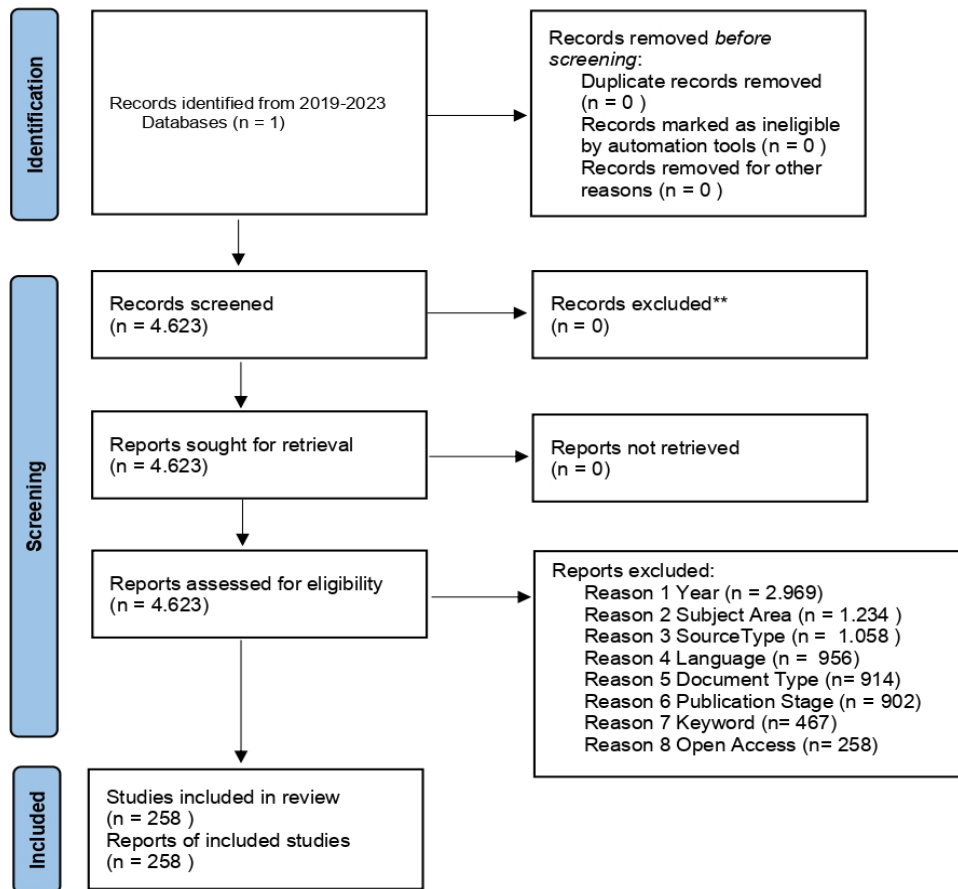 Identification
Records identified from 2019-2023
Databases (n = 1)
Records removed before
screening:
Duplicate records removed
(n = 0 )
Records marked as ineligible
by automation tools (n = 0 )
Records removed for other
reasons (n = 0 )
Screening
Records screened
(n = 4.623)
Records excluded**
(n = 0)
Reports sought for retrieval
(n = 4.623)
Reports not retrieved
(n = 0)
Reports assessed for eligibility
(n = 4.623)
Reports excluded:
Reason 1 Year (n = 2.969)
Reason 2 Subject Area (n = 1.234 )
Reason 3 SourceType (n =  1.058 )
Reason 4 Language (n =  956)
Reason 5 Document Type (n= 914)
Reason 6 Publication Stage (n = 902)
Reason 7 Keyword (n= 467)
Reason 8 Open Access (n= 258)
Included
Studies included in review
(n = 258 )
Reports of included studies
(n = 258 )